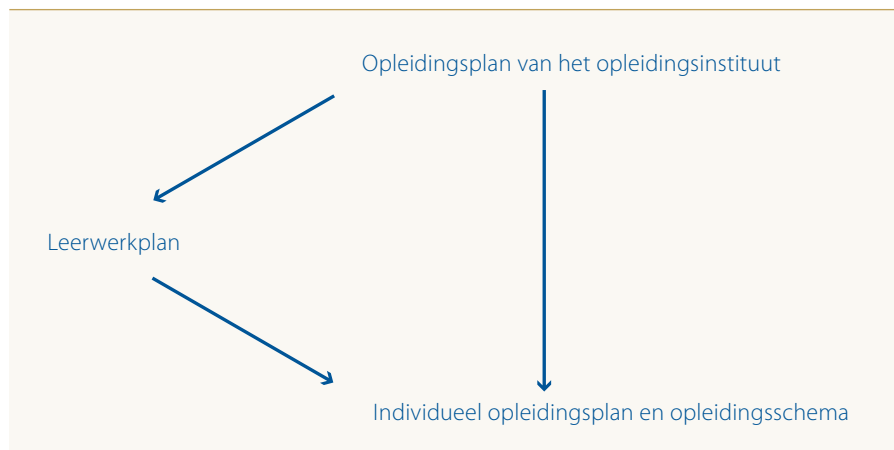 Opleidingsplan van het opleidingsinstituut
Leerwerkplan
Individueel opleidingsplan en opleidingsschema